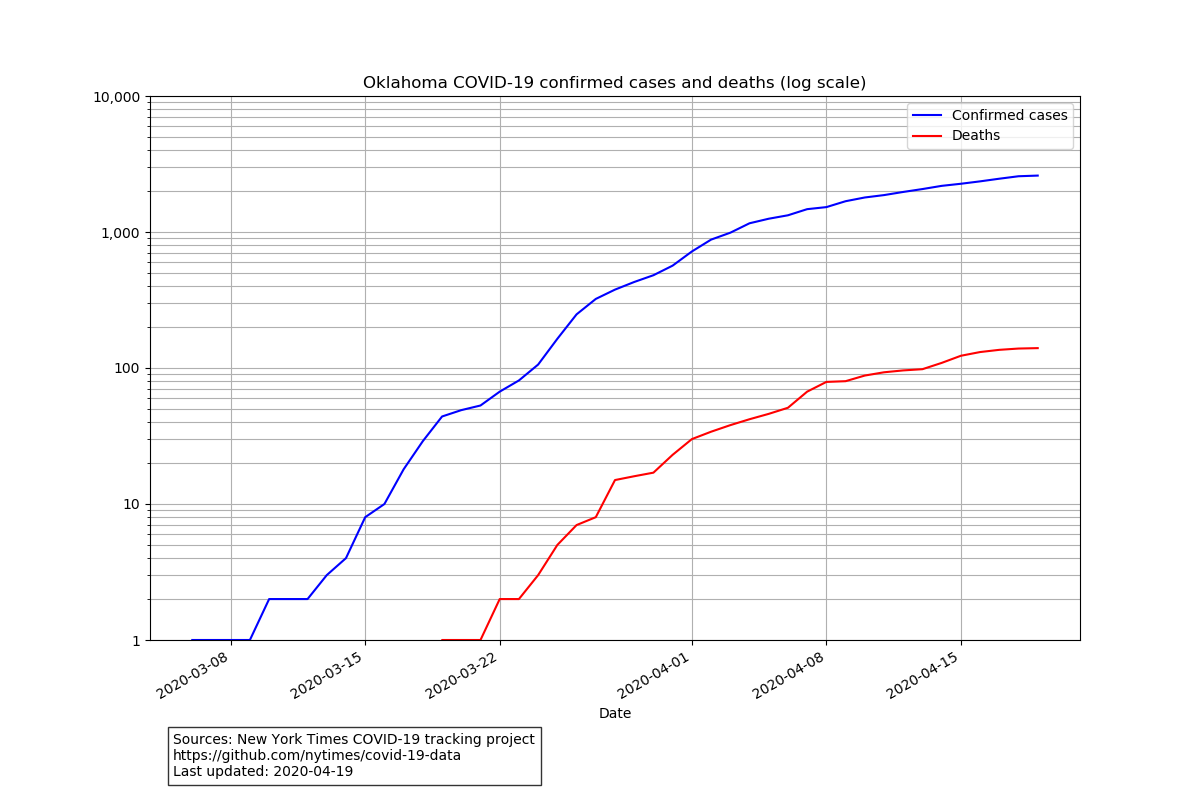 Oklahoma COVID-19 confirmed cases and deaths (log scale)
10,000
1,000
100
10
1
Confirmed cases
Deaths
2020-03-08
2020-03-15
2020-03-22
2020-04-01
2020-04-08
2020-04-15
Date
Sources: New York Times COVID-19 tracking project
https://github.com/nytimes/covid-19-data
Last updated: 2020-04-19